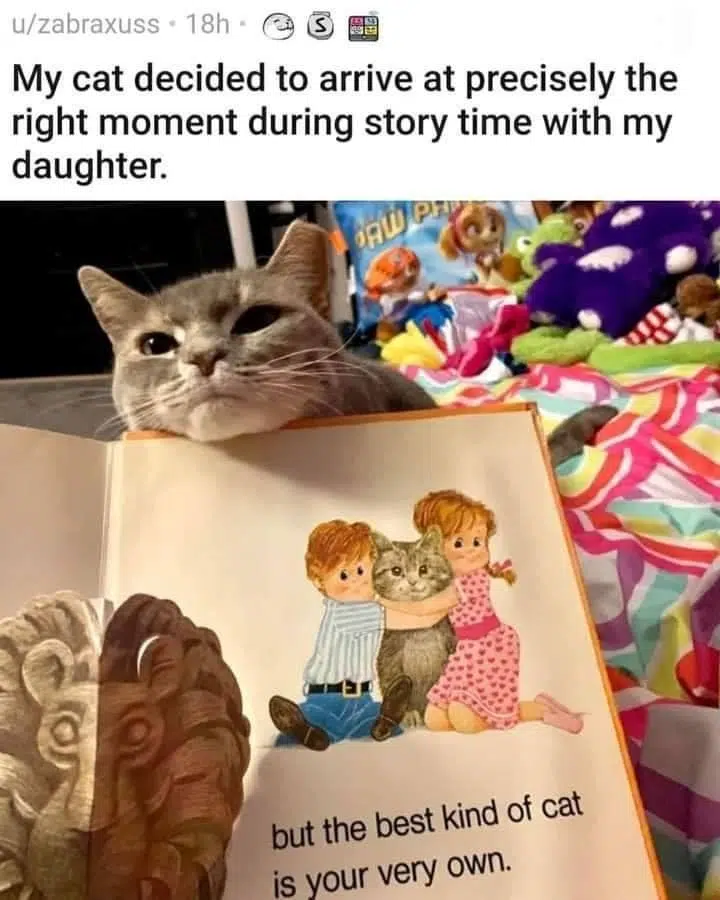 u/zabraxuss • 18h •
My cat decided to arrive at precisely the
right moment during story time with my
daughter.
PAW
but the best kind of cat
is your very own.